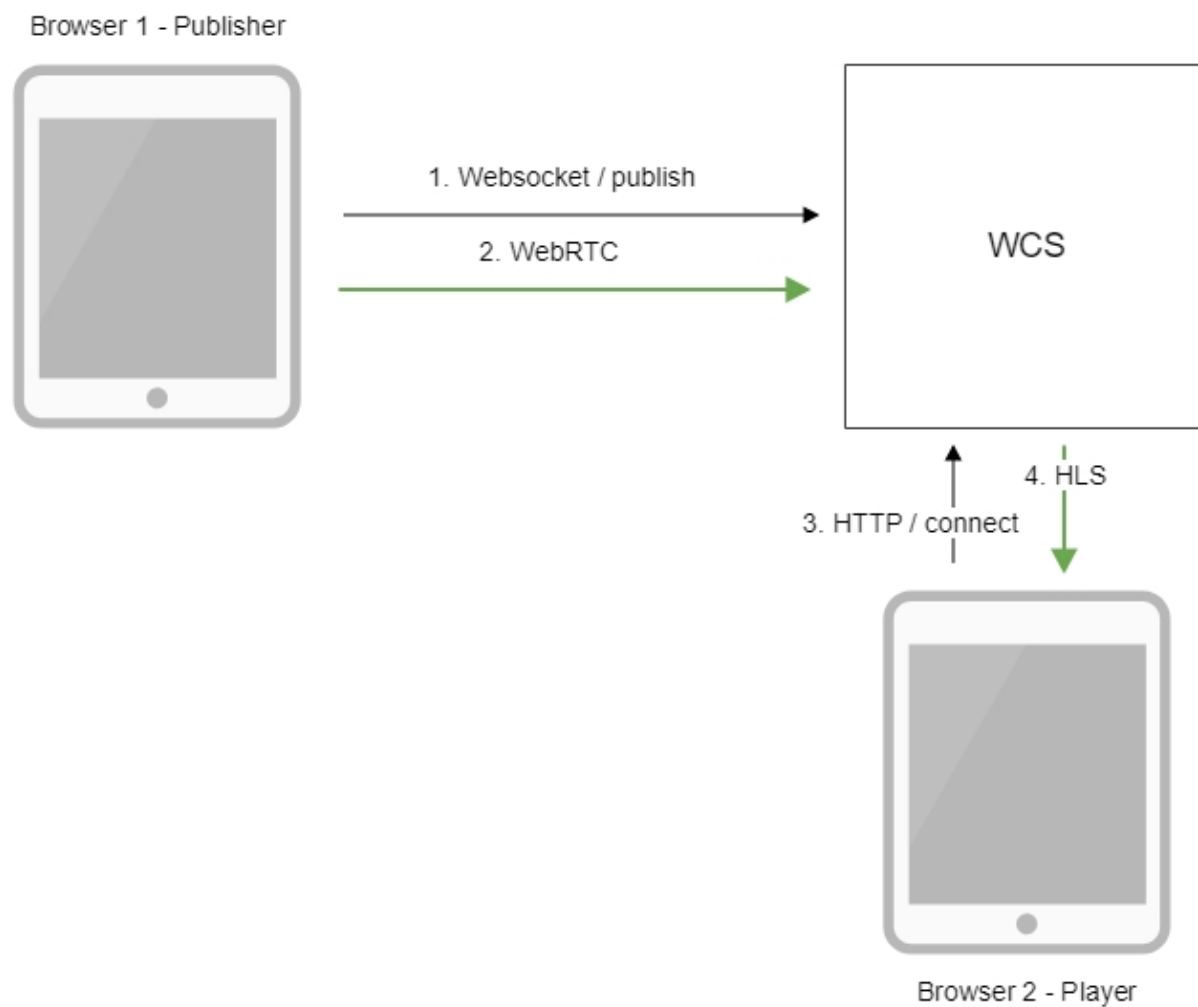 Browser 1 - Publisher
1. Websocket / publish
2. WebRTC
WCS
4. HLS
3. HTTP / connect
Browser 2 - Player